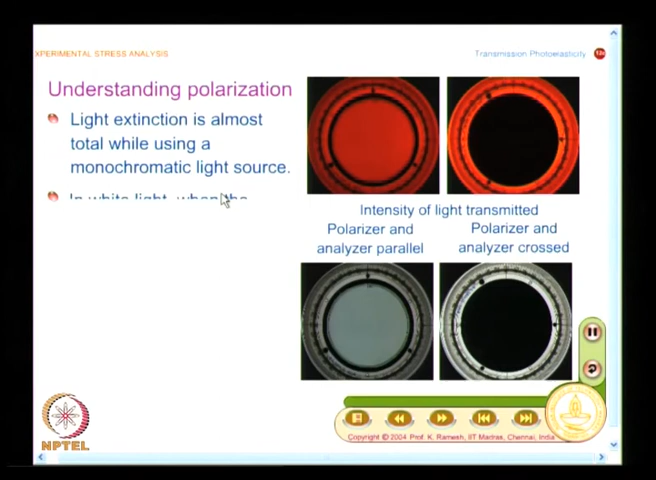 XPERIMENTAL STRESS ANALYSIS
Transmission Photoelasticity
Understanding polarization
Light extinction is almost
total while using a
monochromatic light source.
In white light, when the
Intensity of light transmitted
Polarizer and
analyzer parallel
Polarizer and
analyzer crossed
NPTEL
Copyright © 2004 Prof. K. Ramesh, IIT Madras, Chennai, India